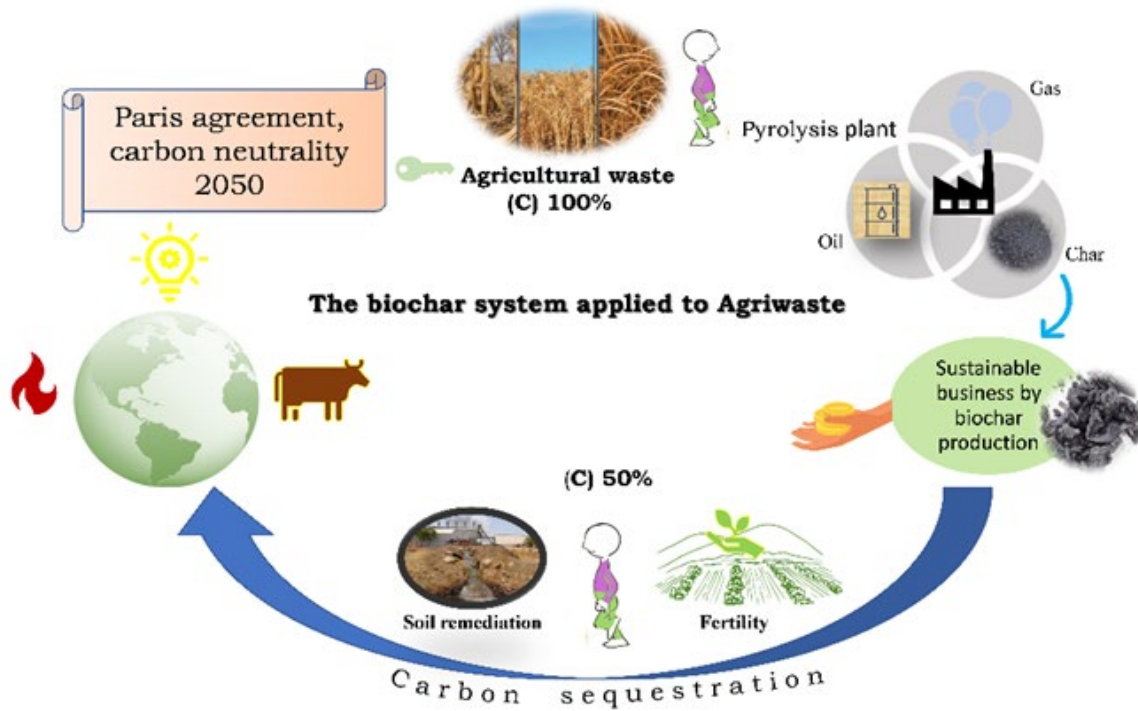 Paris agreement,
carbon neutrality
2050
Agricultural waste
(C) 100%
Pyrolysis plant
Gas
Oil
Char
The biochar system applied to Agriwaste
Sustainable
business by
biochar
production
(C) 50%
Soil remediation
Fertility
Carbon sequestration